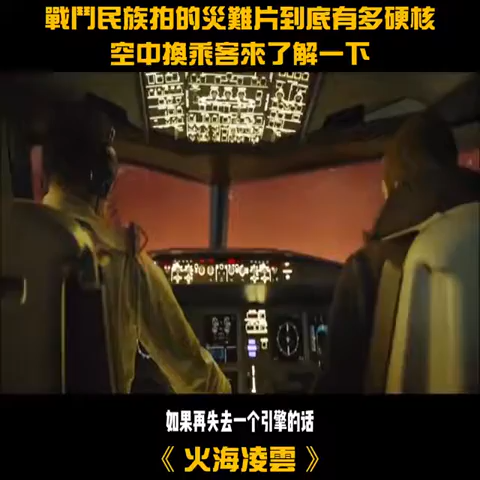 戰鬥民族拍的災難片到底有多硬核
空中換乘客來了解一下
如果再失去一个引擎的话
《火海凌雲》